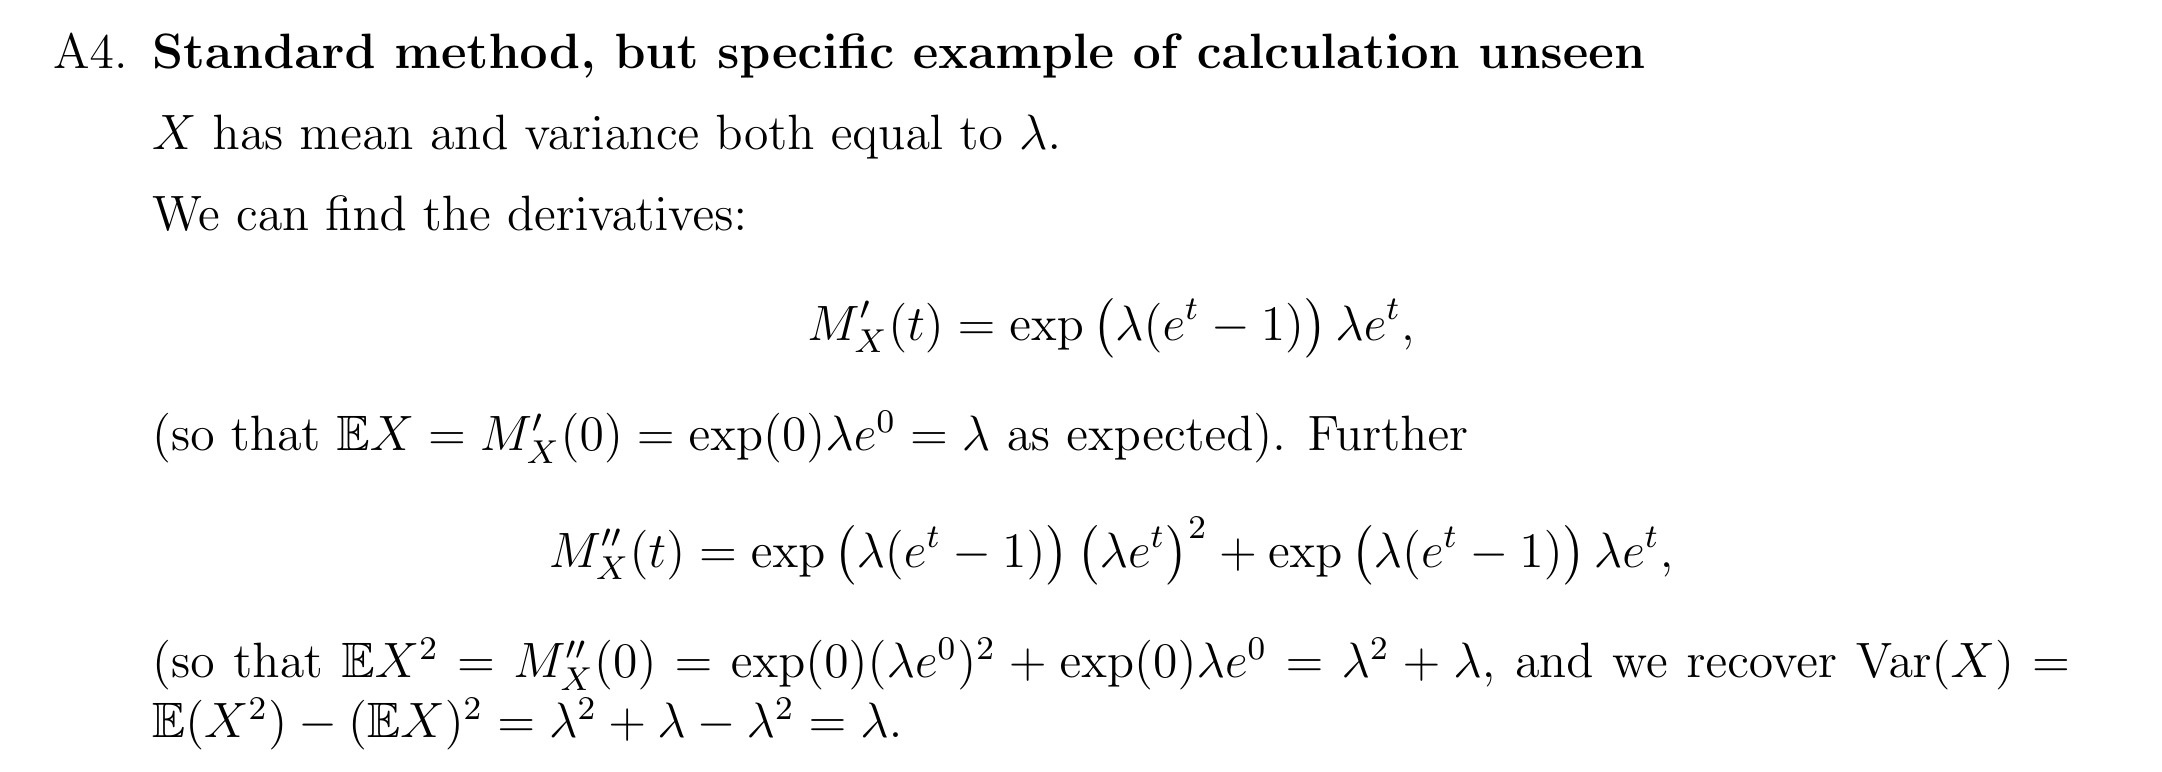 A4. Standard method, but specific example of calculation unseen
X has mean and variance both equal to λ.
We can find the derivatives:
M′_X(t) = exp (λ(e^t − 1)) λe^t,
(so that 𝔼X = M′_X(0) = exp(0)λe^0 = λ as expected). Further
M″_X(t) = exp (λ(e^t − 1)) (λe^t)^2 + exp (λ(e^t − 1)) λe^t,
(so that 𝔼X^2 = M″_X(0) = exp(0)(λe^0)^2 + exp(0)λe^0 = λ^2 + λ, and we recover Var(X) =
𝔼(X^2) − (𝔼X)^2 = λ^2 + λ − λ^2 = λ.